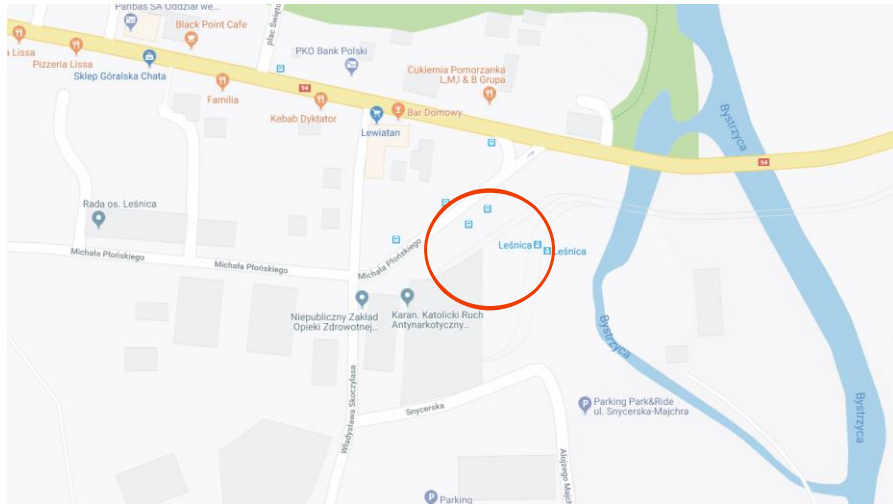 Paribas SA Oddział we...
Black Point Cafe
plac Święto
a Lissa
Pizzeria Lissa
Sklep Góralska Chata
PKO Bank Polski
Cukiernia Pomorzanka
L,M,i & B Grupa
94
Familia
Kebab Dyktator
Bar Domowy
Lewiatan
Bystrzyca
94
Rada os. Leśnica
Michała Płońskiego
Michała Płońskiego
Michała Płońskiego
Leśnica
Leśnica
Niepubliczny Zakład
Opieki Zdrowotnej...
Karan. Katolicki Ruch
Antynarkotyczny...
Bystrzyca
Władysława Skoczylasa
Snycerska
Parking Park&Ride
ul. Snycerska-Majchra
Bystrzyca
Alojzego Majch
Parking